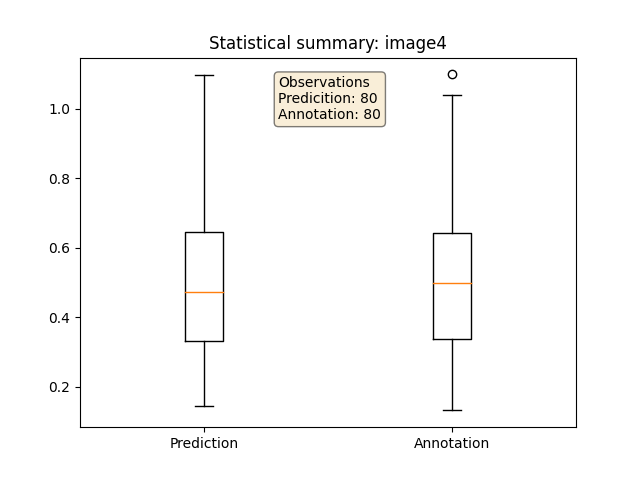 Statistical summary: image4
Observations
Predicition: 80
Annotation: 80
1.0
0.8
0.6
0.4
0.2
Prediction
Annotation